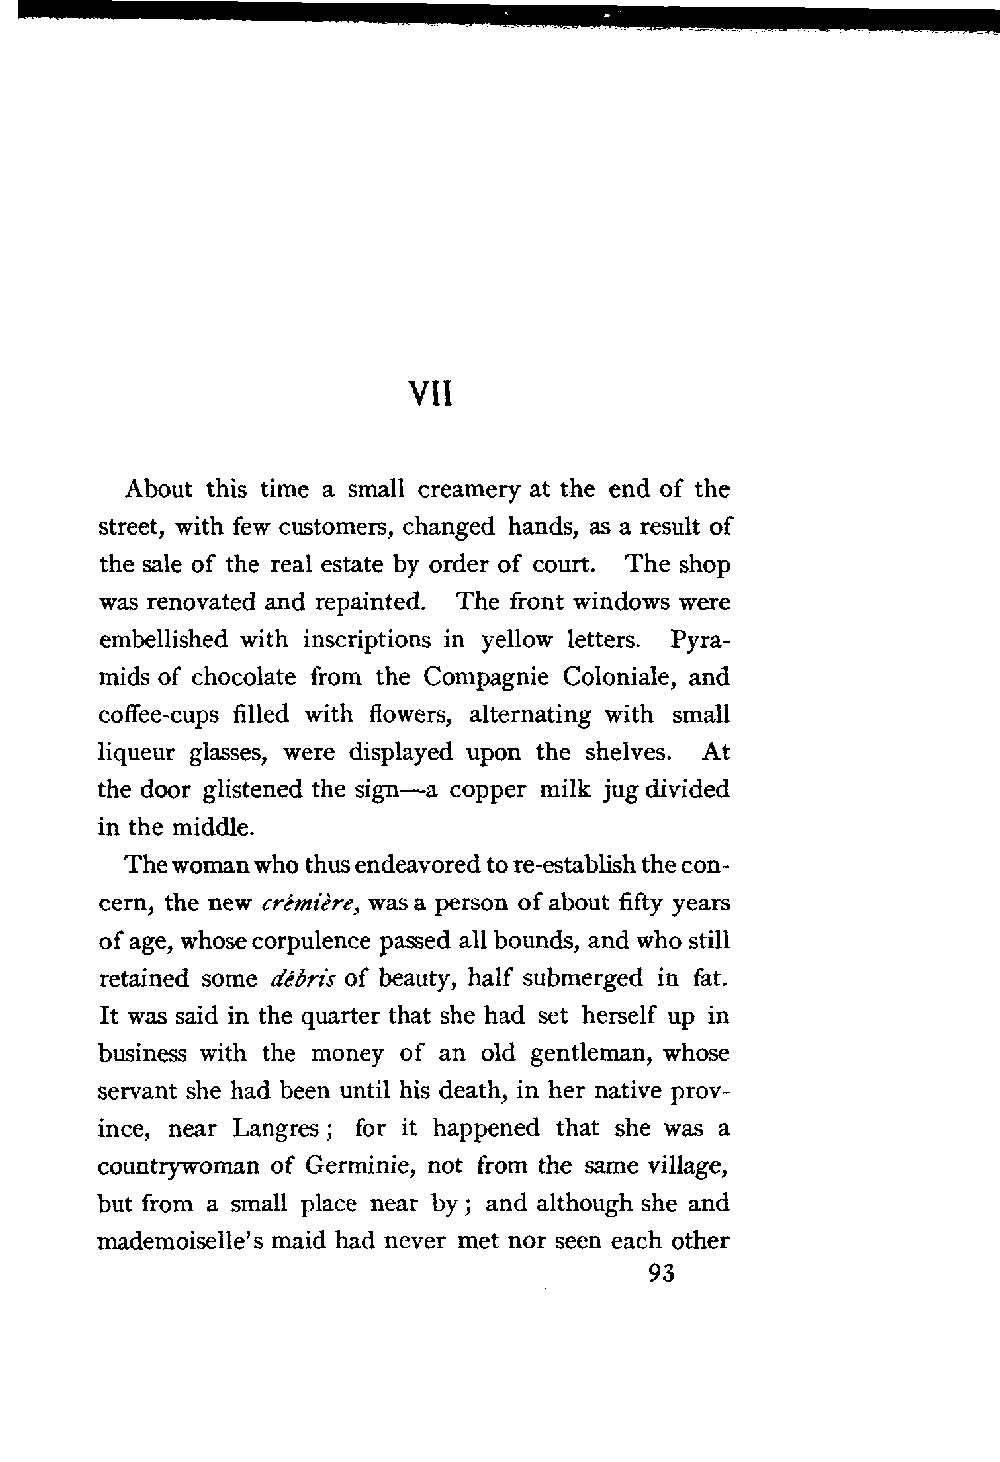 VII
About this time a small creamery at the end of the
street, with few customers, changed hands, as a result of
the sale of the real estate by order of court. The shop
was renovated and repainted. The front windows were
embellished with inscriptions in yellow letters. Pyra-
mids of chocolate from the Compagnie Coloniale, and
coffee-cups filled with flowers, alternating with small
liqueur glasses, were displayed upon the shelves. At
the door glistened the sign—a copper milk jug divided
in the middle.
The woman who thus endeavored to re-establish the con-
cern, the new crémière, was a person of about fifty years
of age, whose corpulence passed all bounds, and who still
retained some débris of beauty, half submerged in fat.
It was said in the quarter that she had set herself up in
business with the money of an old gentleman, whose
servant she had been until his death, in her native prov-
ince, near Langres; for it happened that she was a
countrywoman of Germinie, not from the same village,
but from a small place near by; and although she and
mademoiselle's maid had never met nor seen each other
93